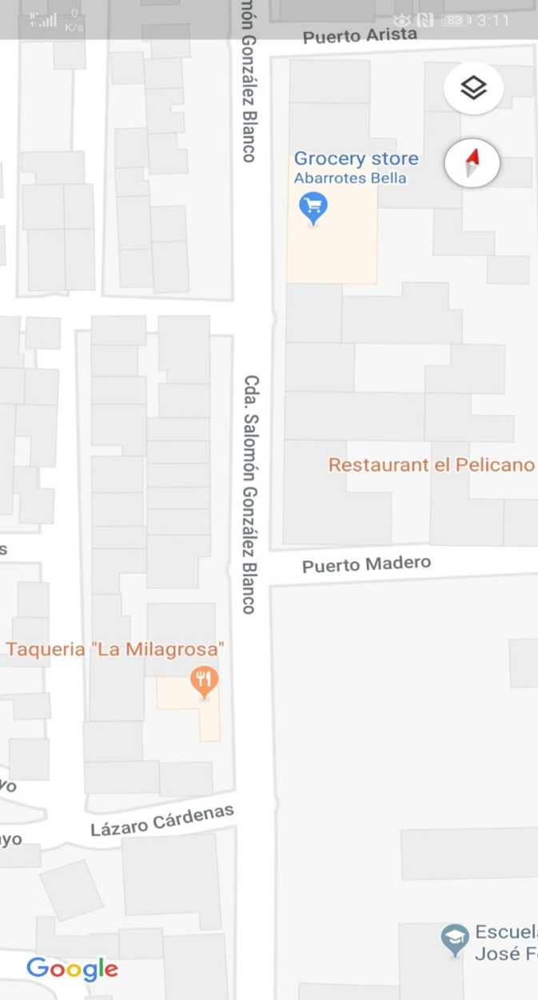 H+ 0 K/s 83 3:11
Puerto Arista
món González Blanco
Grocery store
Abarrotes Bella
Cda. Salomón González Blanco
Restaurant el Pelicano
s
Puerto Madero
Taqueria "La Milagrosa"
yo
Lázaro Cárdenas
ayo
Escuela
José Fe
Google